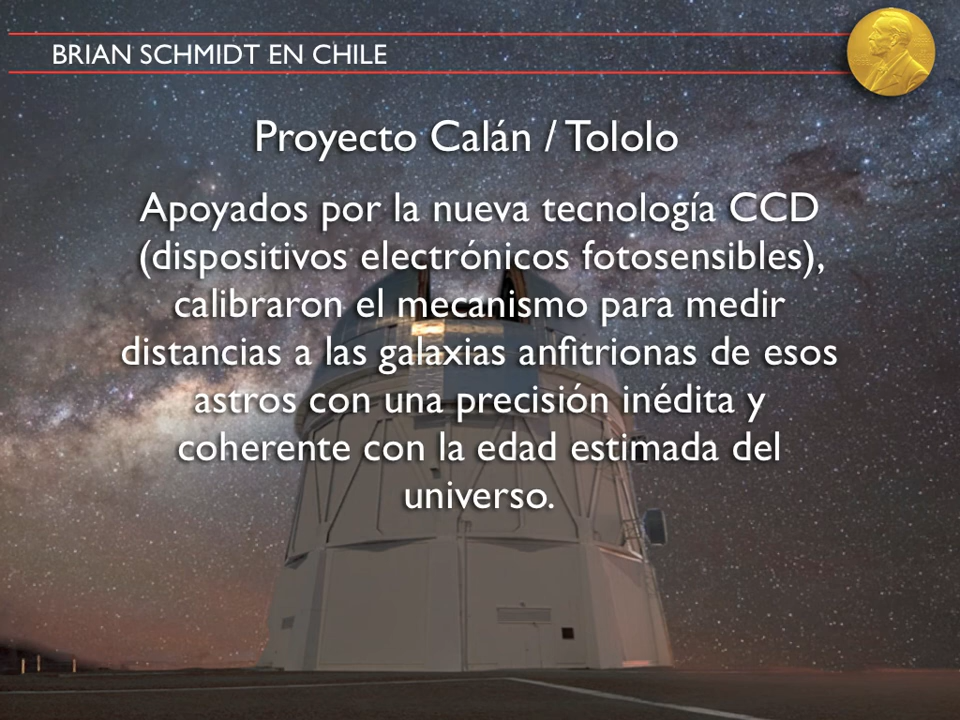 BRIAN SCHMIDT EN CHILE
Proyecto Calán / Tololo
Apoyados por la nueva tecnología CCD
(dispositivos electrónicos fotosensibles),
calibraron el mecanismo para medir
distancias a las galaxias anfitrionas de esos
astros con una precisión inédita y
coherente con la edad estimada del
universo.